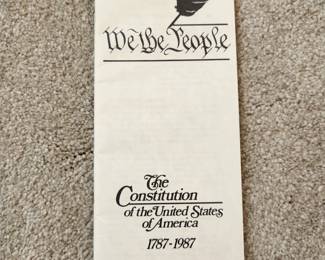 We the People
The
Constitution
of the United States
of America
1787-1987